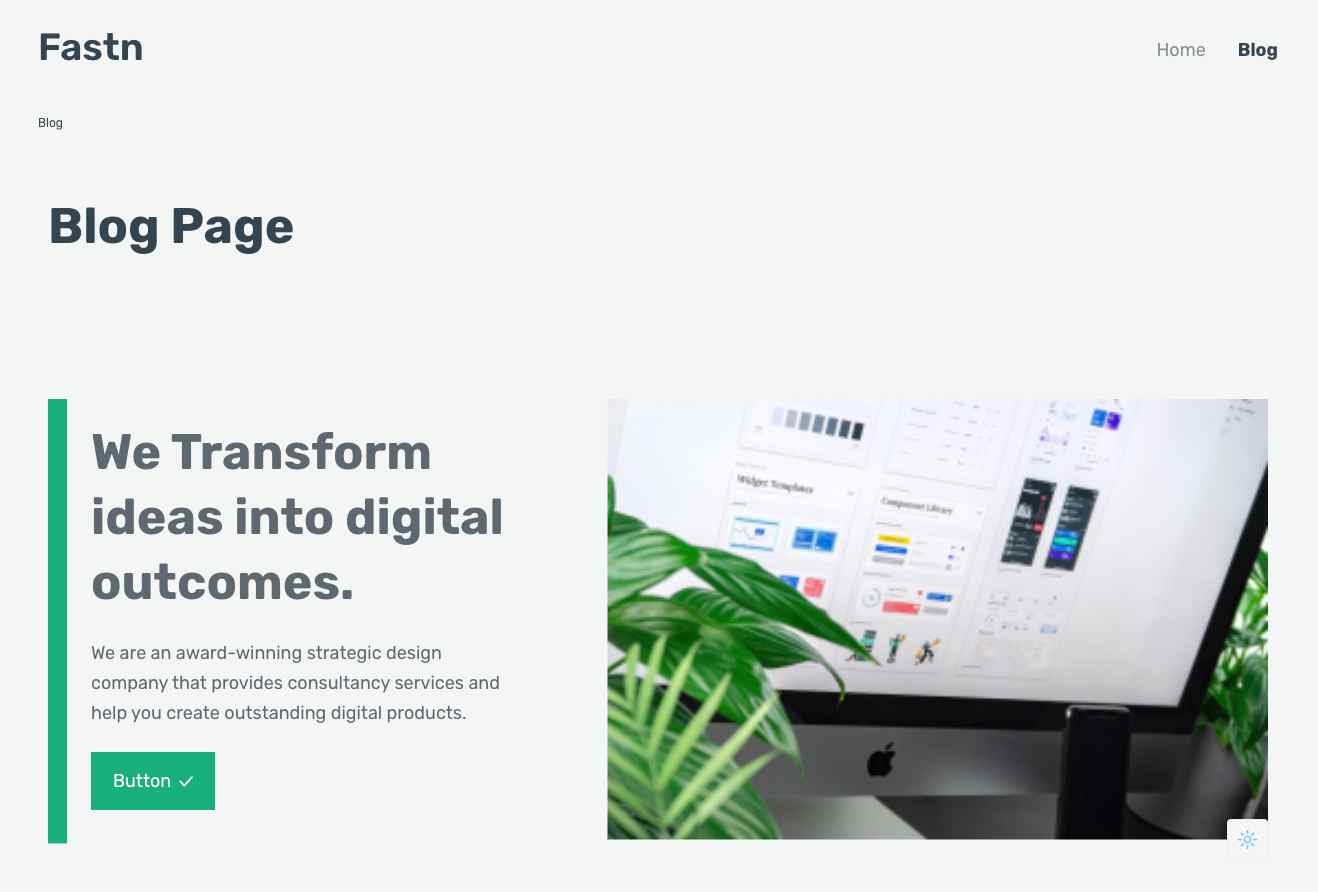 Fastn
Home Blog
Blog
Blog Page
We Transform
ideas into digital
outcomes.
We are an award-winning strategic design
company that provides consultancy services and
help you create outstanding digital products.
Button
Widget Templates
Component Library